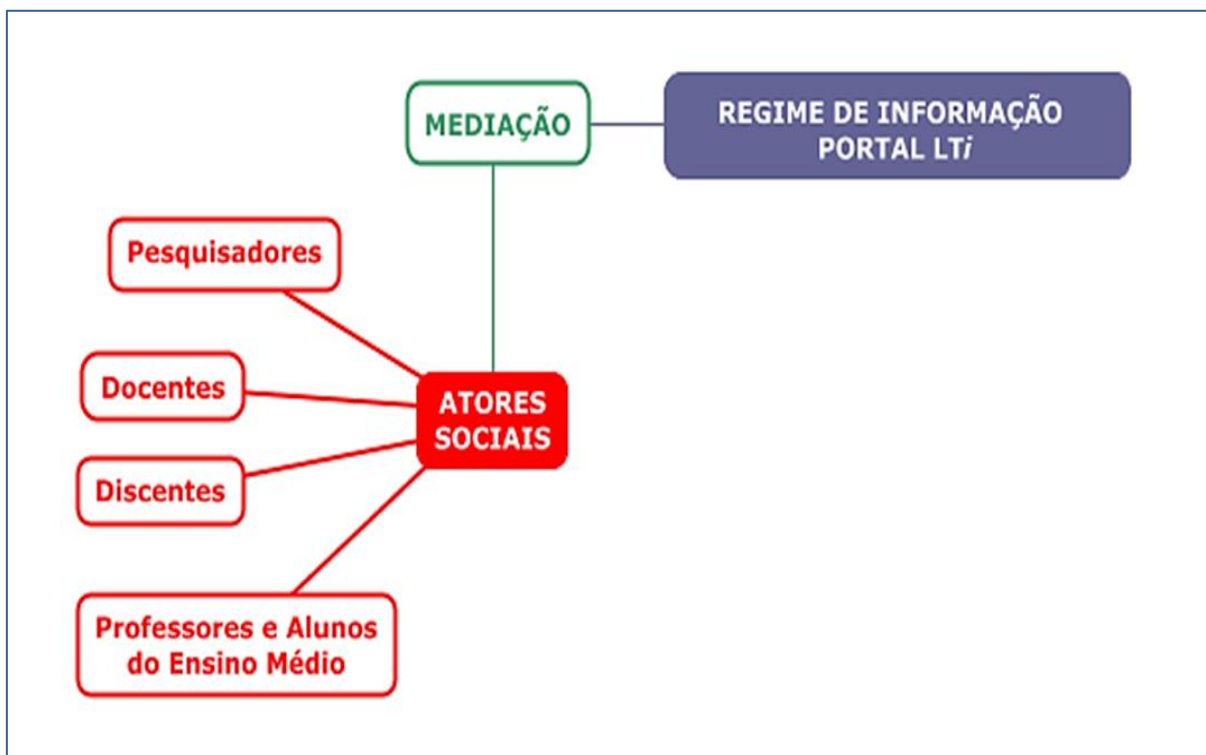 MEDIAÇÃO
REGIME DE INFORMAÇÃO
PORTAL LTi
Pesquisadores
Docentes
Discentes
Professores e Alunos
do Ensino Médio
ATORES
SOCIAIS